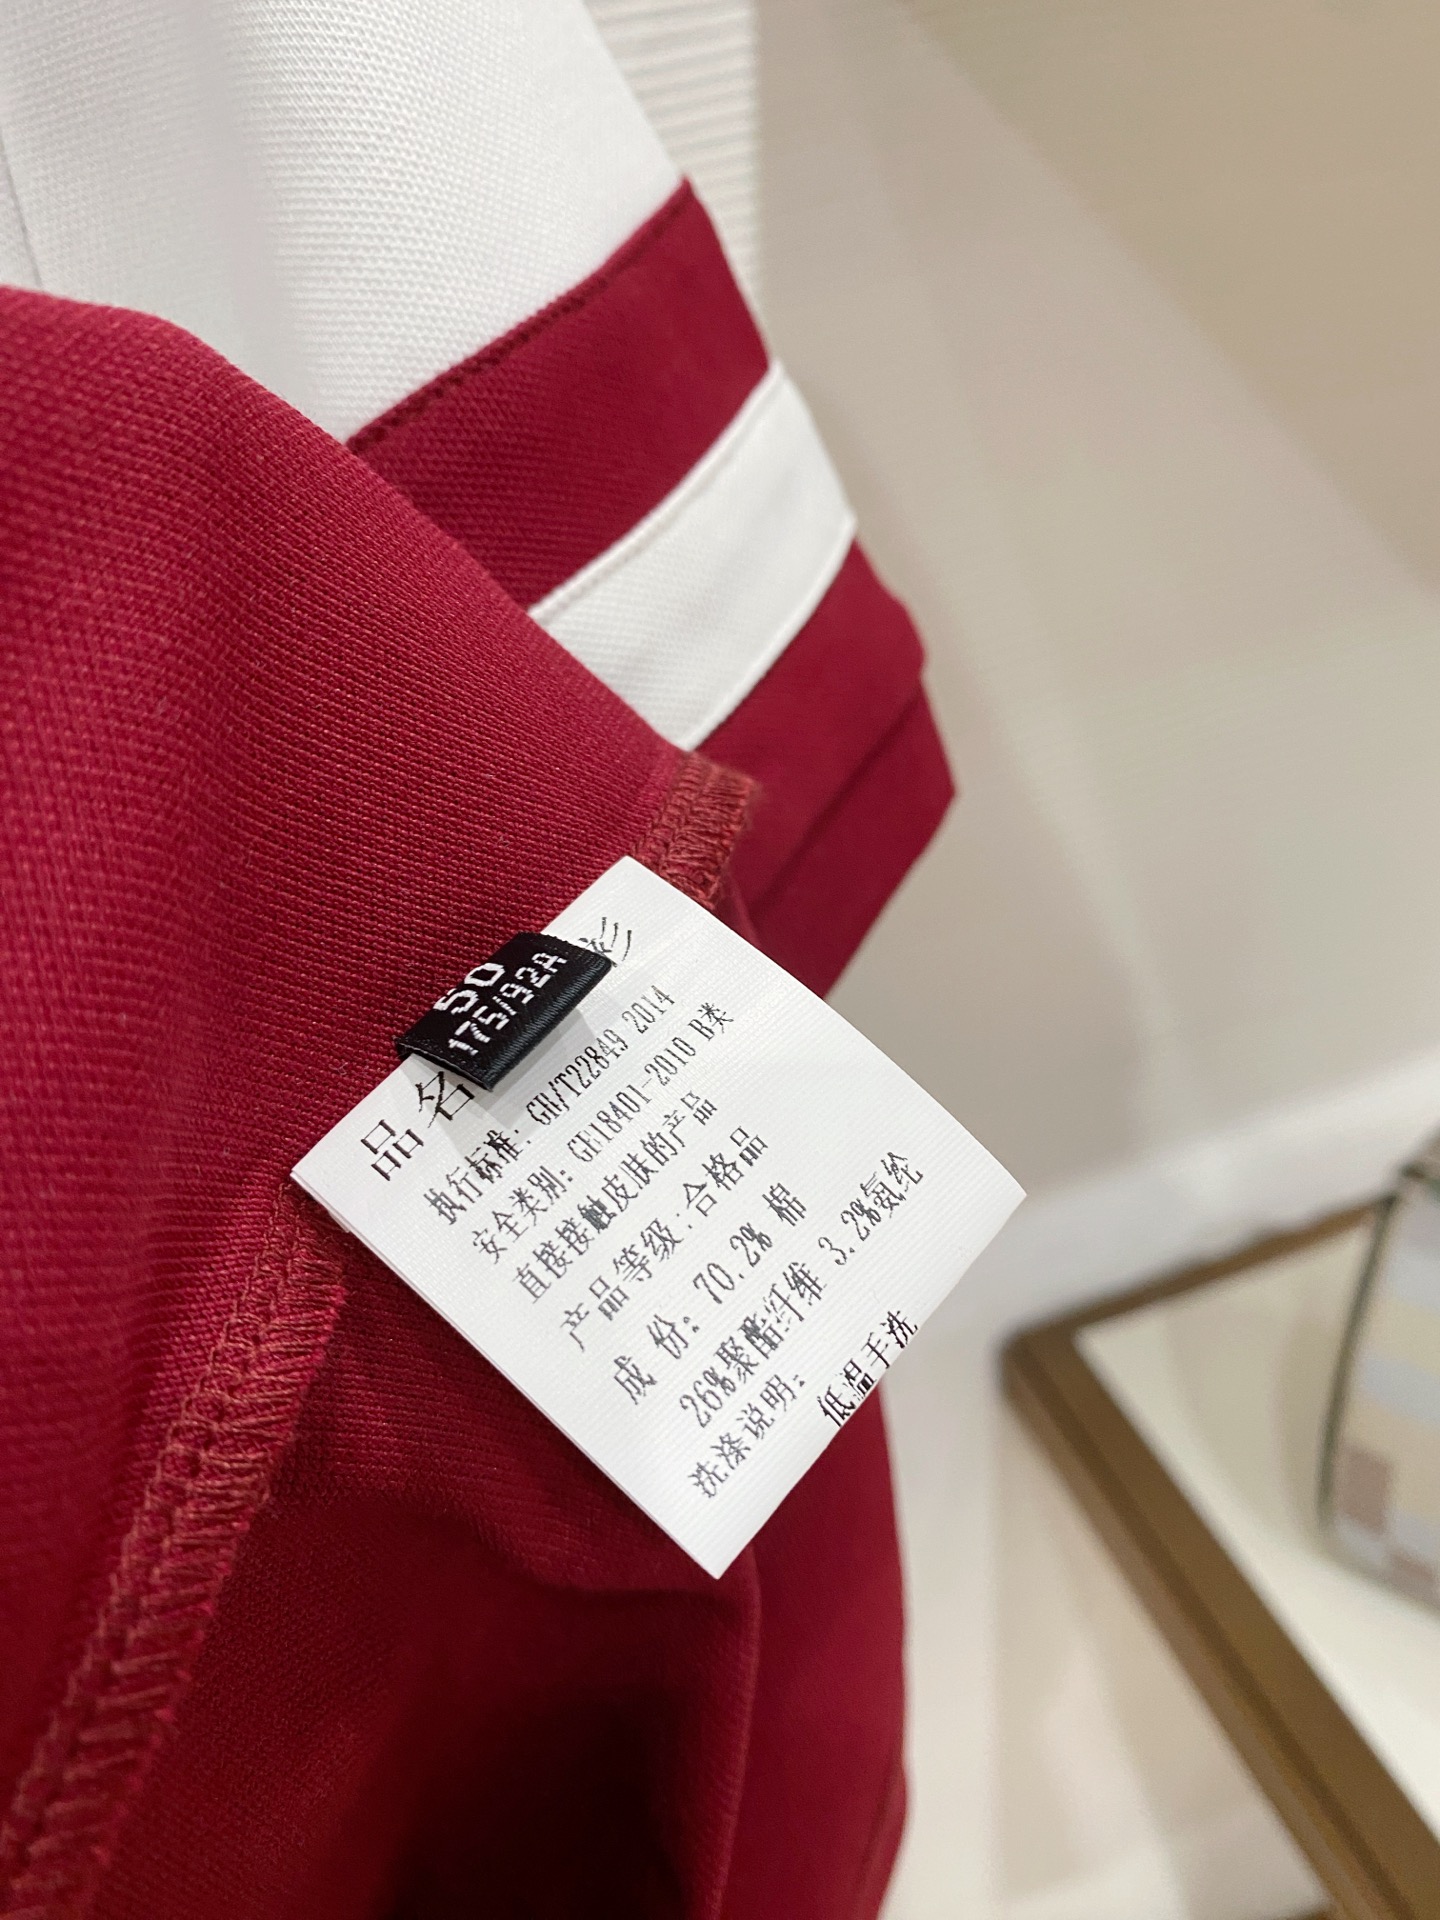 50
175/92A
品名 衫
执行标准: GB/T22849 2014
安全类别: GB18401-2010 B类
直接接触皮肤的产品
产品等级:合格品
成 份: 70.2% 棉
26%聚酯纤维 3.2%氨纶
洗涤说明: 低温手洗